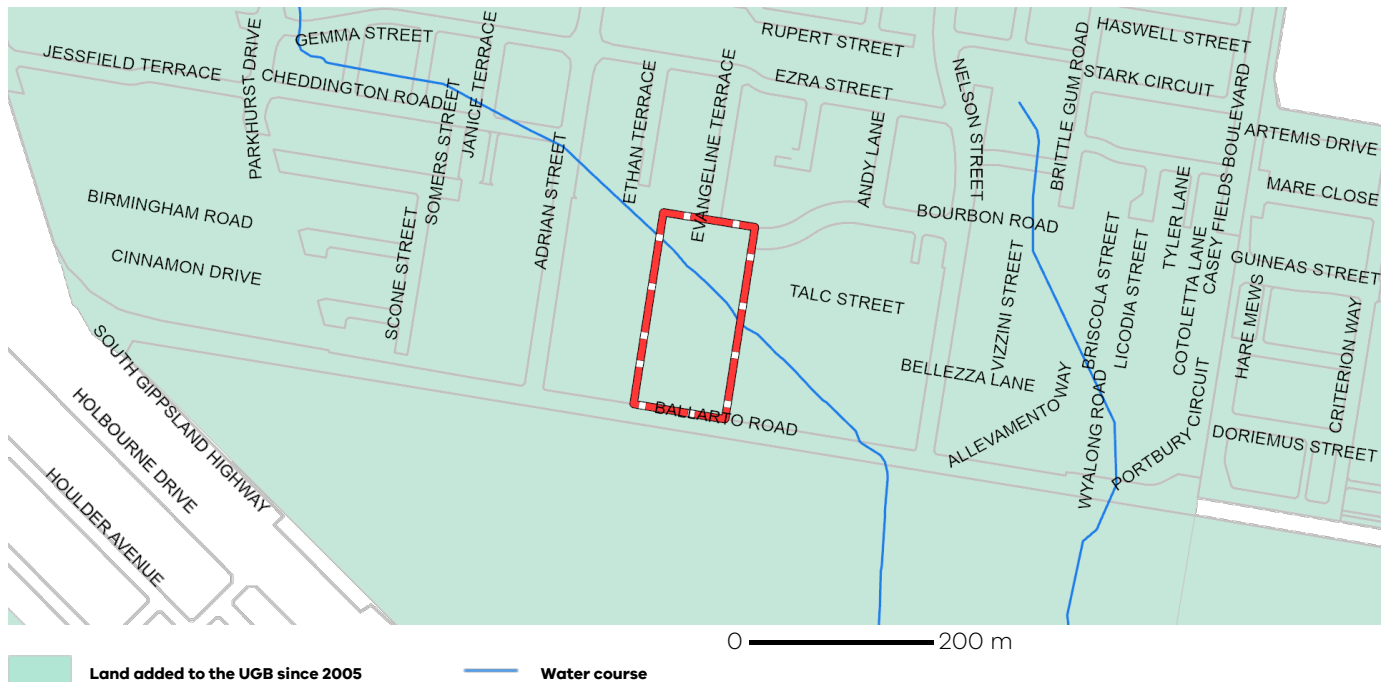 GEMMA STREET
JESSFIELD TERRACE
PARKHURST DRIVE
CHEDDINGTON ROAD
SOMERS STREET
JANICE TERRACE
ADRIAN STREET
ETHAN TERRACE
EVANGELINE TERRACE
RUPERT STREET
EZRA STREET
ANDY LANE
NELSON STREET
BRITTLE GUM ROAD
HASWELL STREET
STARK CIRCUIT
CASEY FIELDS BOULEVARD
ARTEMIS DRIVE
MARE CLOSE
BIRMINGHAM ROAD
CINNAMON DRIVE
SCONE STREET
BOURBON ROAD
TALC STREET
VIZZINI STREET
BRISCOLA STREET
LICODIA STREET
TYLER LANE
COTOLETTA LANE
GUINEAS STREET
HARE MEWS
CRITERION WAY
BELLEZZA LANE
ALLEVAMENTO WAY
WYALONG ROAD
PORTBURY CIRCUIT
DORIEMUS STREET
BALLARTO ROAD
SOUTH GIPPSLAND HIGHWAY
HOLBOURNE DRIVE
HOULDER AVENUE
0 200 m
Land added to the UGB since 2005
Water course